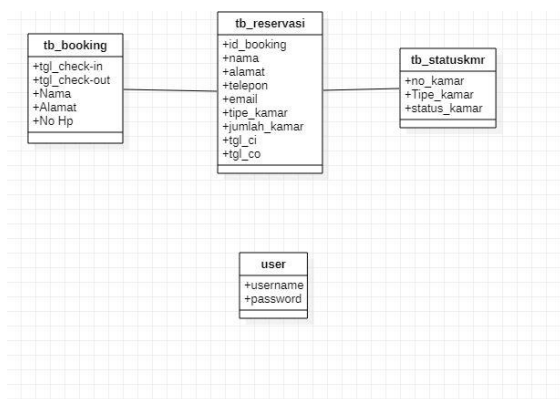 tb_booking
+tgl_check-in
+tgl_check-out
+Nama
+Alamat
+No Hp
tb_reservasi
+id_booking
+nama
+alamat
+telepon
+email
+tipe_kamar
+jumlah_kamar
+tgl_ci
+tgl_co
tb_statuskmr
+no_kamar
+Tipe_kamar
+status_kamar
user
+username
+password